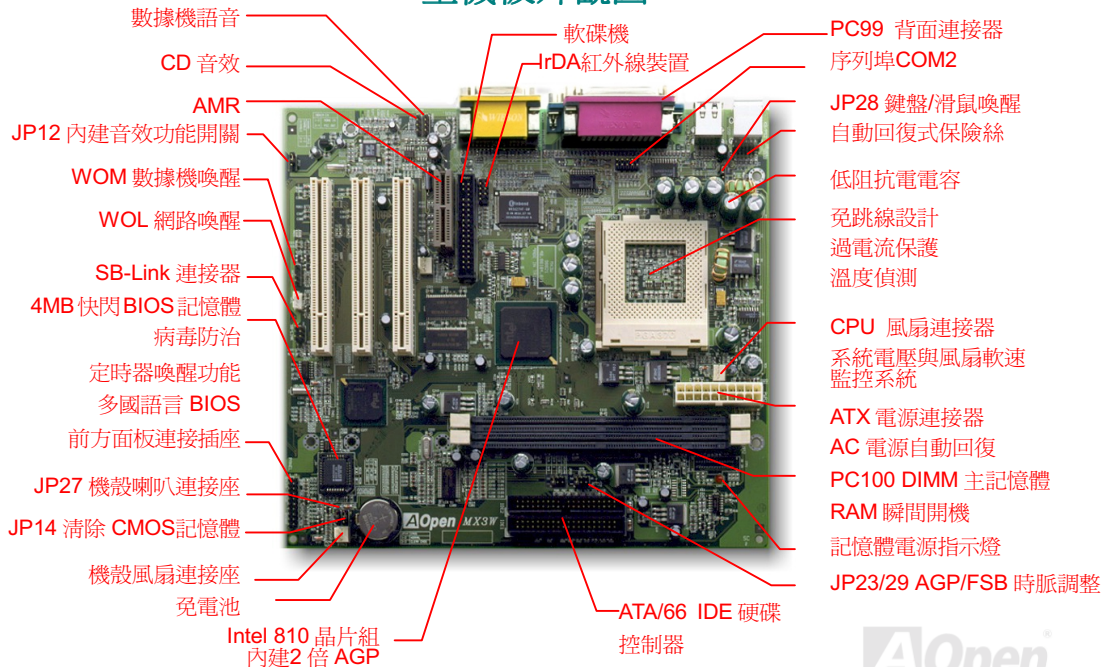 數據機語音
CD 音效
AMR
JP12 內建音效功能開關
WOM 數據機喚醒
WOL 網路喚醒
SB-Link 連接器
4MB 快閃BIOS記憶體
病毒防治
定時器喚醒功能
多國語言 BIOS
前方面板連接插座
JP27 機殼喇叭連接座
JP14 清除 CMOS記憶體
機殼風扇連接座
免電池
Intel 810 晶片組
內建2 倍 AGP
軟碟機
IrDA紅外線裝置
PC99 背面連接器
序列埠COM2
JP28 鍵盤/滑鼠喚醒
自動回復式保險絲
低阻抗電電容
免跳線設計
過電流保護
溫度偵測
CPU 風扇連接器
系統電壓與風扇軟速
監控系統
ATX 電源連接器
AC 電源自動回復
PC100 DIMM 主記憶體
RAM 瞬間開機
記憶體電源指示燈
JP23/29 AGP/FSB 時脈調整
ATA/66 IDE 硬碟
控制器
AOpen MX3W
AOpen